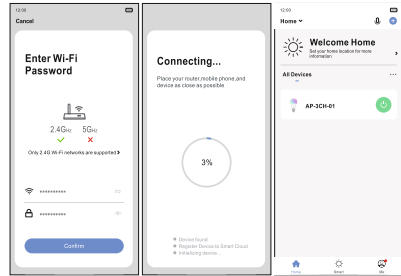 12:00
Cancel
Enter Wi-Fi
Password
2.4GHz 5GHz
Only 2.4G Wi-Fi networks are supported
**********
**********
Confirm
Connecting...
Place your router,mobile phone,and
device as close as possible
3%
Device found
Register Device to Smart Cloud
Initializing device...
12:00
Home
Welcome Home
Set your home location for more
information
All Devices
...
AP-3CH-01
Home
Smart
Me